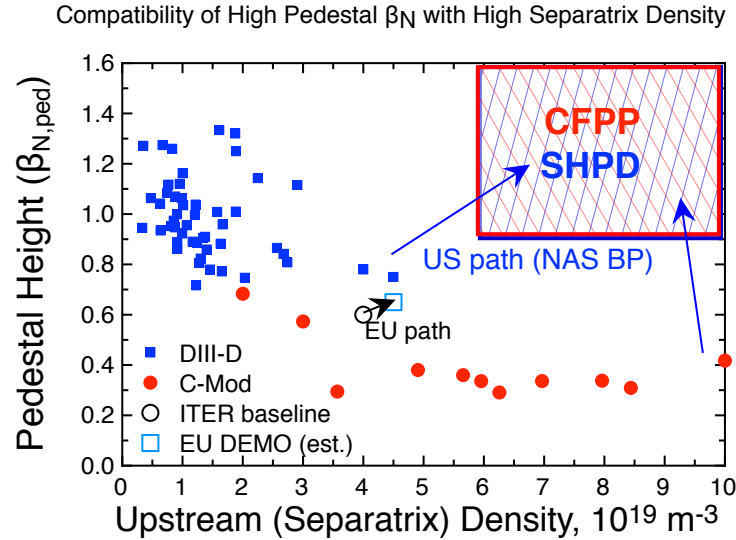 Compatibility of High Pedestal βN with High Separatrix Density
Pedestal Height (βN,ped)
1.6
1.4
1.2
1.0
0.8
0.6
0.4
0.2
0.0
CFPP
SHPD
US path (NAS BP)
EU path
DIII-D
C-Mod
ITER baseline
EU DEMO (est.)
0 1 2 3 4 5 6 7 8 9 10
Upstream (Separatrix) Density, 10¹⁹ m⁻³